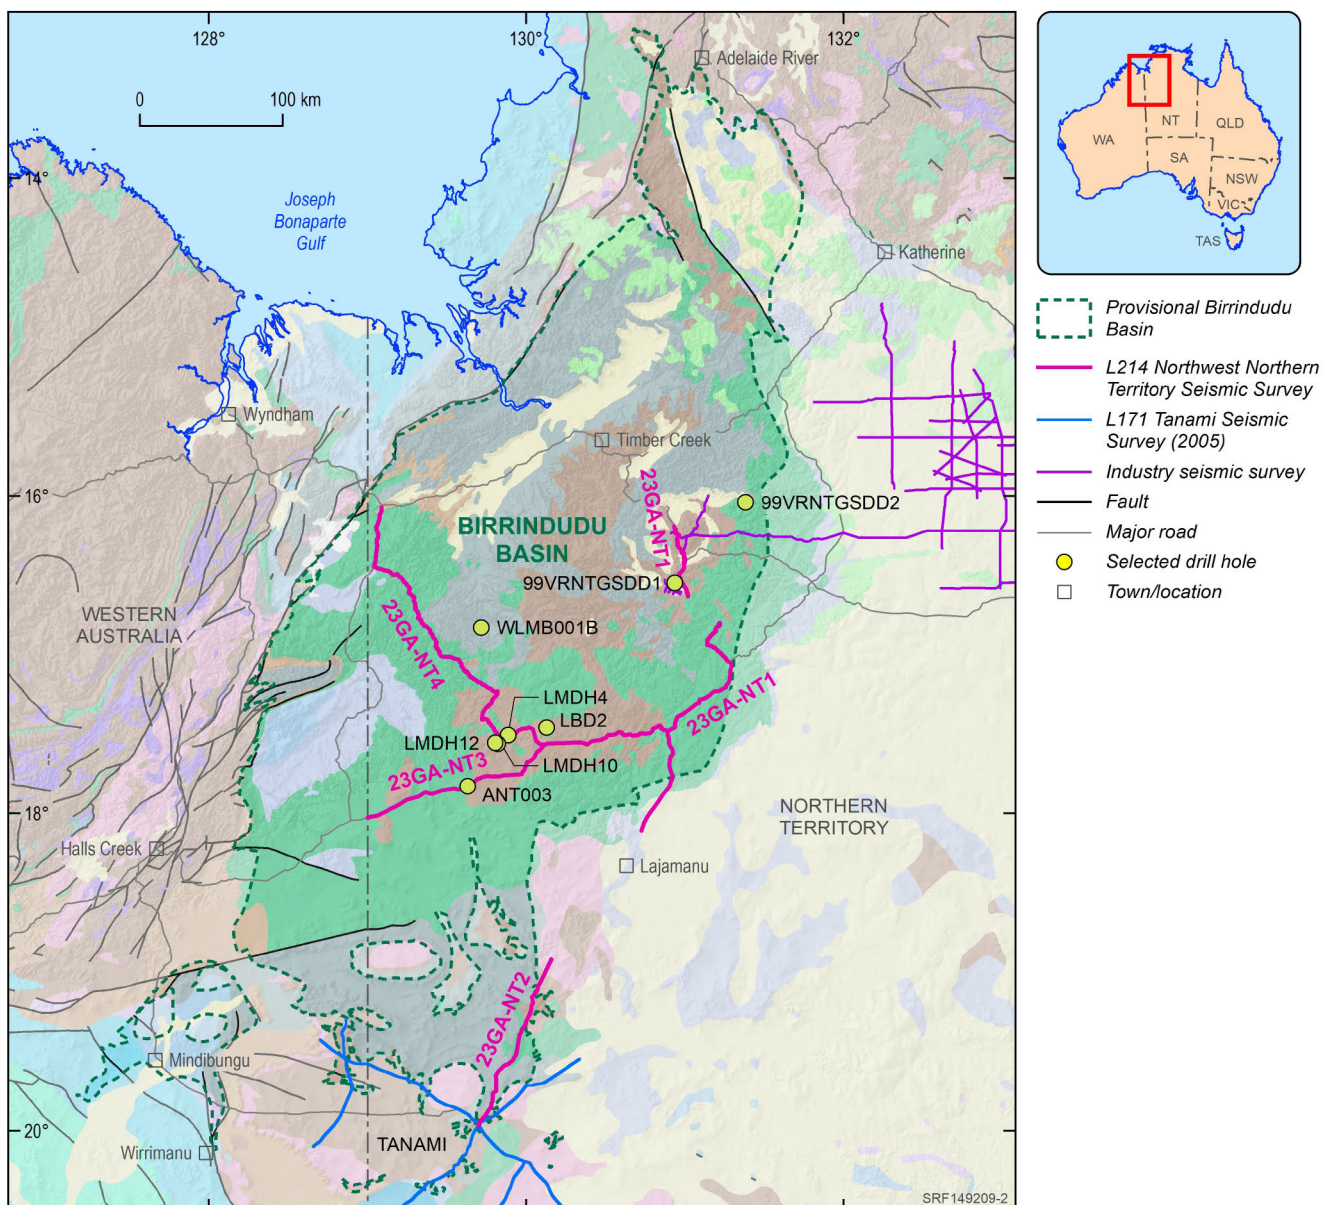 128°
130°
132°
Adelaide River
0
100 km
14°
Joseph
Bonaparte
Gulf
Katherine
Wyndham
Timber Creek
16°
23GA-NT1
99VRNTGSDD2
BIRRINDUDU
BASIN
99VRNTGSDD1
WESTERN
AUSTRALIA
23GA-NT4
WLMB001B
LMDH4
LBD2
23GA-NT1
LMDH12
LMDH10
23GA-NT3
ANT003
18°
NORTHERN
TERRITORY
Halls Creek
Lajamanu
23GA-NT2
Mindibungu
20°
TANAMI
Wirrimanu
SRF149209-2
WA
NT
QLD
SA
NSW
VIC
TAS
Provisional Birrindudu
Basin
L214 Northwest Northern
Territory Seismic Survey
L171 Tanami Seismic
Survey (2005)
Industry seismic survey
Fault
Major road
Selected drill hole
Town/location